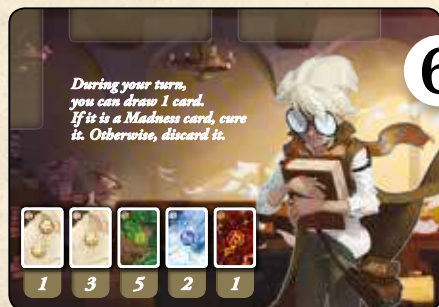 During your turn,
you can draw 1 card.
If it is a Madness card, cure
it. Otherwise, discard it.
6
1 3 5 2 1